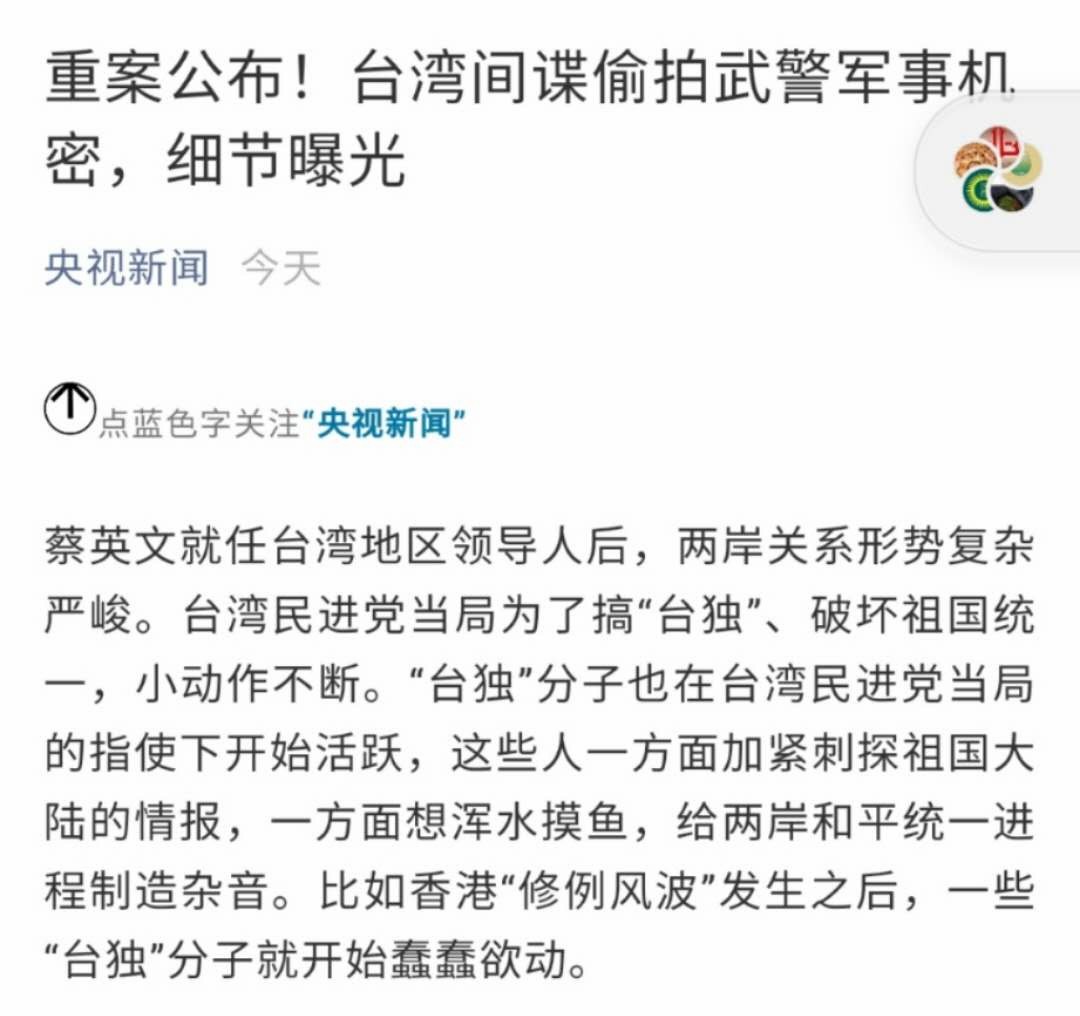 重案公布！台湾间谍偷拍武警军事机
密，细节曝光
央视新闻 今天
点蓝色字关注“央视新闻”
蔡英文就任台湾地区领导人后，两岸关系形势复杂
严峻。台湾民进党当局为了搞“台独”、破坏祖国统
一，小动作不断。“台独”分子也在台湾民进党当局
的指使下开始活跃，这些人一方面加紧刺探祖国大
陆的情报，一方面想浑水摸鱼，给两岸和平统一进
程制造杂音。比如香港“修例风波”发生之后，一些
“台独”分子就开始蠢蠢欲动。